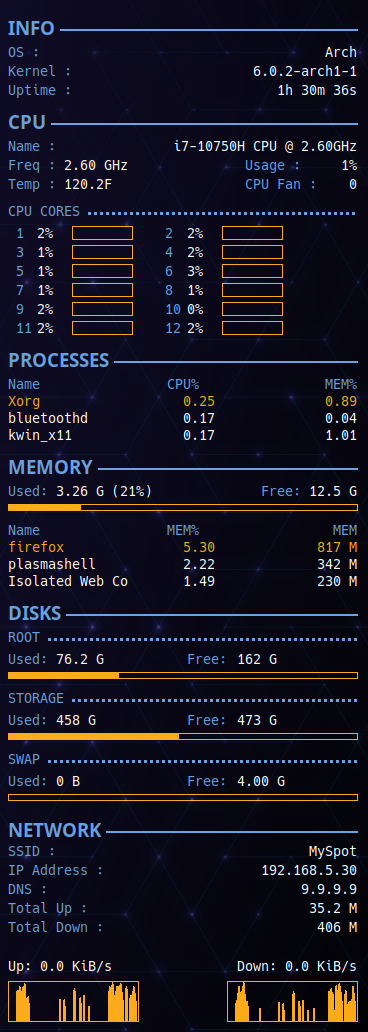 INFO
OS : Arch
Kernel : 6.0.2-arch1-1
Uptime : 1h 30m 36s
CPU
Name : i7-10750H CPU @ 2.60GHz
Freq : 2.60 GHz Usage : 1%
Temp : 120.2F CPU Fan : 0
CPU CORES
1 2% 2 2%
3 1% 4 2%
5 1% 6 3%
7 1% 8 1%
9 2% 10 0%
11 2% 12 2%
PROCESSES
Name CPU% MEM%
Xorg 0.25 0.89
bluetoothd 0.17 0.04
kwin_x11 0.17 1.01
MEMORY
Used: 3.26 G (21%) Free: 12.5 G
Name MEM% MEM
firefox 5.30 817 M
plasmashell 2.22 342 M
Isolated Web Co 1.49 230 M
DISKS
ROOT
Used: 76.2 G Free: 162 G
STORAGE
Used: 458 G Free: 473 G
SWAP
Used: 0 B Free: 4.00 G
NETWORK
SSID : MySpot
IP Address : 192.168.5.30
DNS : 9.9.9.9
Total Up : 35.2 M
Total Down : 406 M
Up: 0.0 KiB/s Down: 0.0 KiB/s